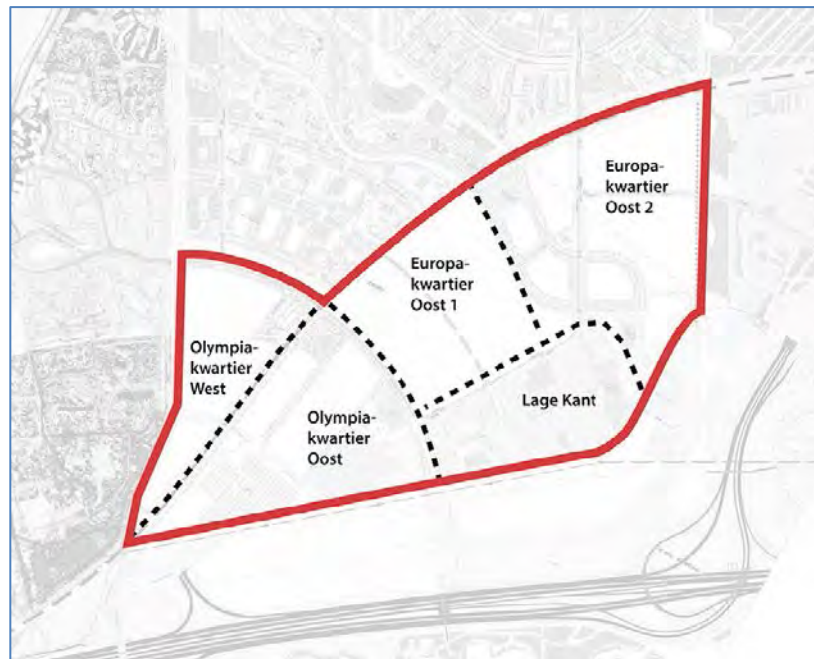 Europa-
kwartier
Oost 2
Europa-
kwartier
Oost 1
Olympia-
kwartier
West
Lage Kant
Olympia-
kwartier
Oost